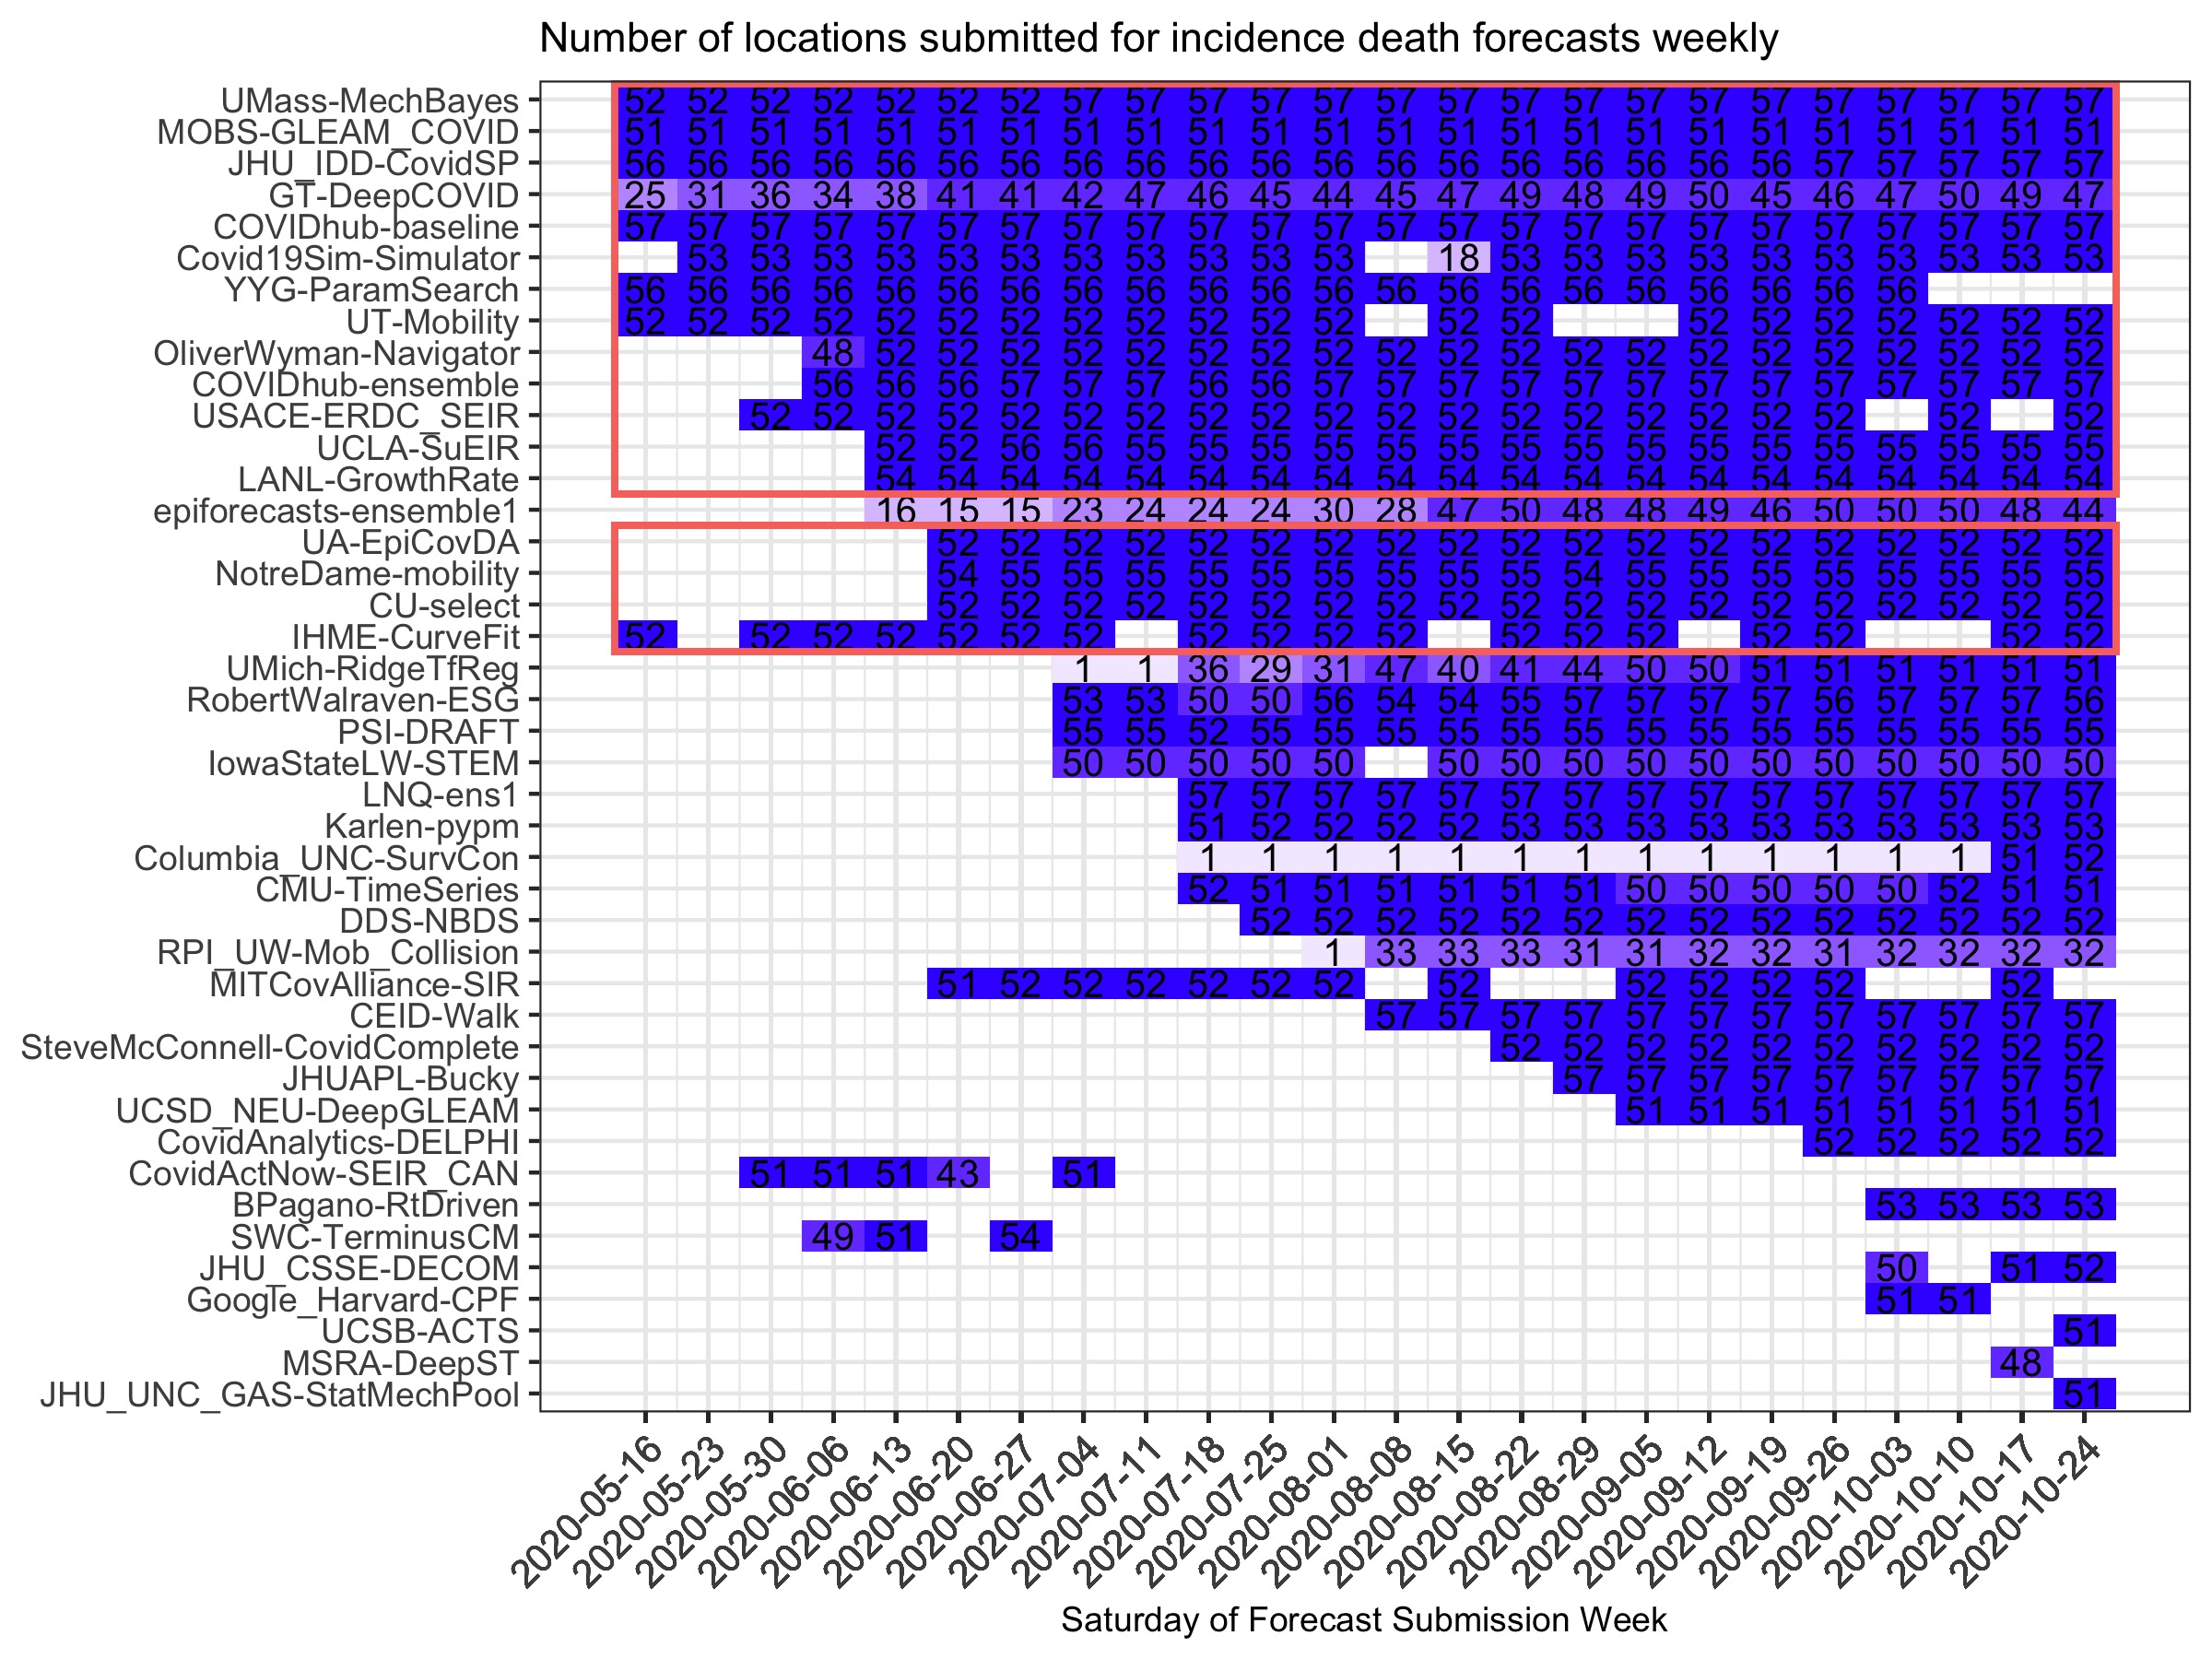 Number of locations submitted for incidence death forecasts weekly
UMass-MechBayes 52 52 52 52 52 52 52 57 57 57 57 57 57 57 57 57 57 57 57 57 57 57 57 57
MOBS-GLEAM_COVID 51 51 51 51 51 51 51 51 51 51 51 51 51 51 51 51 51 51 51 51 51 51 51 51
JHU_IDD-CovidSP 56 56 56 56 56 56 56 56 56 56 56 56 56 56 56 56 56 56 56 57 57 57 57 57
GT-DeepCOVID 25 31 36 34 38 41 41 42 47 46 45 44 45 47 49 48 49 50 45 46 47 50 49 47
COVIDhub-baseline 57 57 57 57 57 57 57 57 57 57 57 57 57 57 57 57 57 57 57 57 57 57 57 57
Covid19Sim-Simulator 53 53 53 53 53 53 53 53 53 53 53 18 53 53 53 53 53 53 53 53 53 53
YYG-ParamSearch 56 56 56 56 56 56 56 56 56 56 56 56 56 56 56 56 56 56 56 56 56
UT-Mobility 52 52 52 52 52 52 52 52 52 52 52 52 52 52 52 52 52 52 52 52 52
OliverWyman-Navigator 48 52 52 52 52 52 52 52 52 52 52 52 52 52 52 52 52 52 52 52 52
COVIDhub-ensemble 56 56 56 57 57 57 56 56 57 57 57 57 57 57 57 57 57 57 57 57 57
USACE-ERDC_SEIR 52 52 52 52 52 52 52 52 52 52 52 52 52 52 52 52 52 52 52 52
UCLA-SuEIR 52 52 56 56 55 55 55 55 55 55 55 55 55 55 55 55 55 55 55 55
LANL-GrowthRate 54 54 54 54 54 54 54 54 54 54 54 54 54 54 54 54 54 54 54 54
epiforecasts-ensemble1 16 15 15 23 24 24 24 30 28 47 50 48 48 49 46 50 50 50 48 44
UA-EpiCovDA 52 52 52 52 52 52 52 52 52 52 52 52 52 52 52 52 52 52 52
NotreDame-mobility 54 55 55 55 55 55 55 55 55 55 54 55 55 55 55 55 55 55 55
CU-select 52 52 52 52 52 52 52 52 52 52 52 52 52 52 52 52 52 52 52
IHME-CurveFit 52 52 52 52 52 52 52 52 52 52 52 52 52 52 52 52 52 52
UMich-RidgeTfReg 1 1 36 29 31 47 40 41 44 50 50 51 51 51 51 51 51
RobertWalraven-ESG 53 53 50 50 56 54 54 55 57 57 57 57 56 57 57 57 56
PSI-DRAFT 55 55 52 55 55 55 55 55 55 55 55 55 55 55 55 55 55
IowaStateLW-STEM 50 50 50 50 50 50 50 50 50 50 50 50 50 50 50 50
LNQ-ens1 57 57 57 57 57 57 57 57 57 57 57 57 57 57 57
Karlen-pypm 51 52 52 52 52 53 53 53 53 53 53 53 53 53 53
Columbia_UNC-SurvCon 1 1 1 1 1 1 1 1 1 1 1 1 1 51 52
CMU-TimeSeries 52 51 51 51 51 51 51 50 50 50 50 50 52 51 51
DDS-NBDS 52 52 52 52 52 52 52 52 52 52 52 52 52 52
RPI_UW-Mob_Collision 1 33 33 33 31 31 32 32 31 32 32 32 32
MITCovAlliance-SIR 51 52 52 52 52 52 52 52 52 52 52 52 52
CEID-Walk 57 57 57 57 57 57 57 57 57 57 57 57
SteveMcConnell-CovidComplete 52 52 52 52 52 52 52 52 52 52
JHUAPL-Bucky 57 57 57 57 57 57 57 57 57
UCSD_NEU-DeepGLEAM 51 51 51 51 51 51 51 51
CovidAnalytics-DELPHI 52 52 52 52 52
CovidActNow-SEIR_CAN 51 51 51 43 51
BPagano-RtDriven 53 53 53 53
SWC-TerminusCM 49 51 54
JHU_CSSE-DECOM 50 51 52
Google_Harvard-CPF 51 51
UCSB-ACTS 51
MSRA-DeepST 48
JHU_UNC_GAS-StatMechPool 51
2020-05-16 2020-05-23 2020-05-30 2020-06-06 2020-06-13 2020-06-20 2020-06-27 2020-07-04 2020-07-11 2020-07-18 2020-07-25 2020-08-01 2020-08-08 2020-08-15 2020-08-22 2020-08-29 2020-09-05 2020-09-12 2020-09-19 2020-09-26 2020-10-03 2020-10-10 2020-10-17 2020-10-24
Saturday of Forecast Submission Week